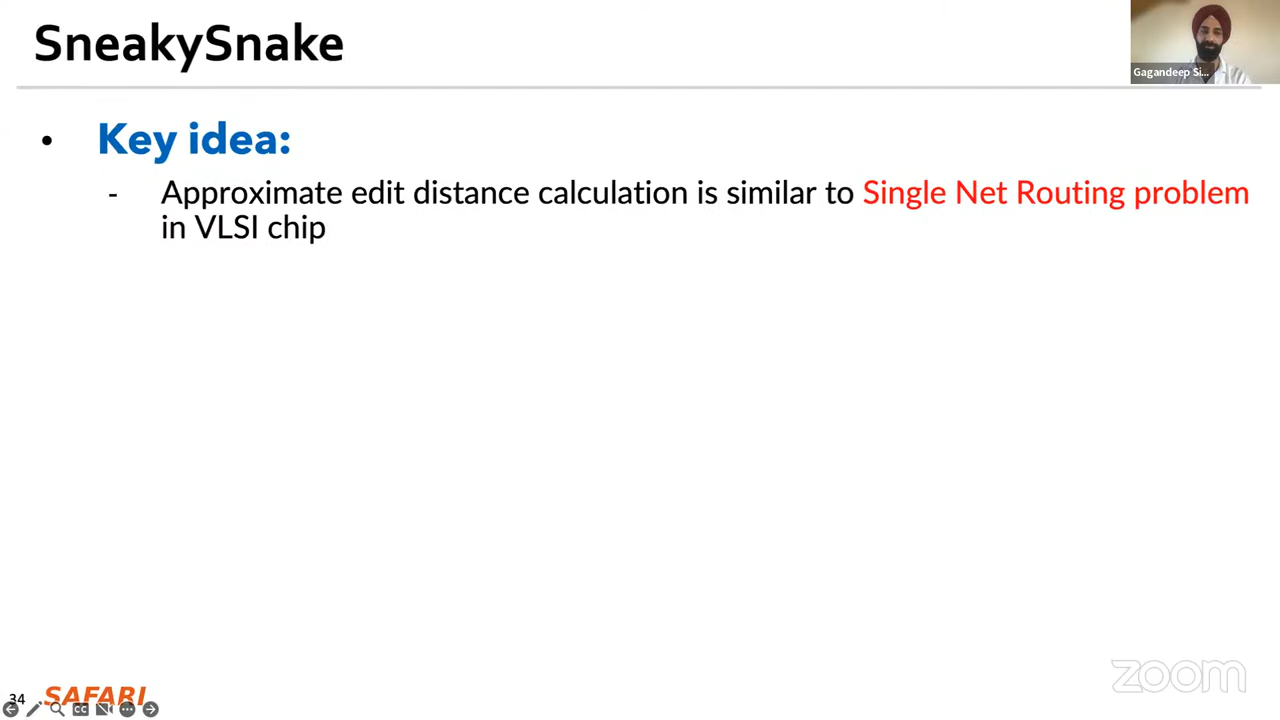 SneakySnake
Gagandeep Si...
• Key idea:
- Approximate edit distance calculation is similar to Single Net Routing problem
in VLSI chip
zoom
34
SAFARI
CC